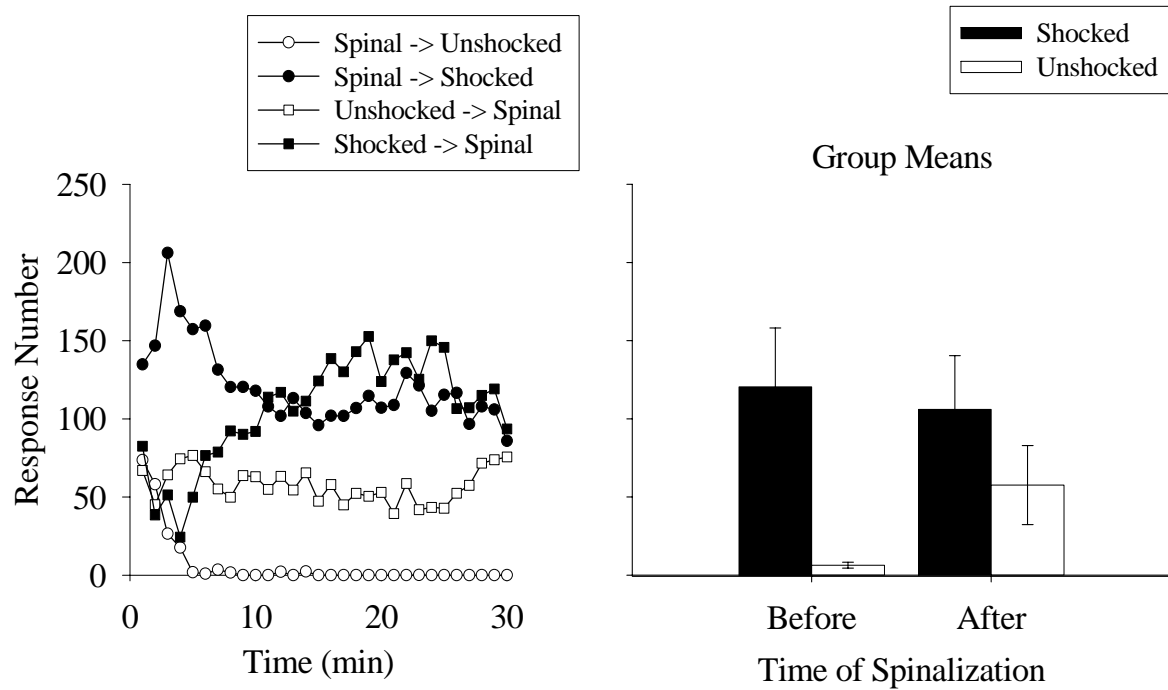 Spinal -> Unshocked
Spinal -> Shocked
Unshocked -> Spinal
Shocked -> Spinal
Response Number
250
200
150
100
50
0
0 10 20 30
Time (min)
Shocked
Unshocked
Group Means
Before After
Time of Spinalization